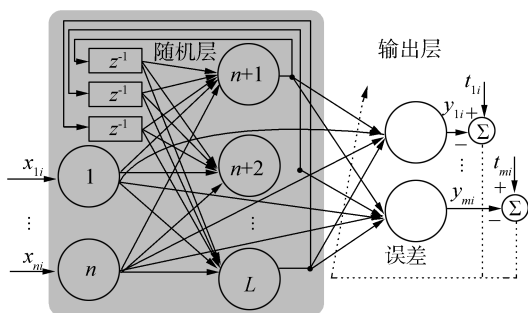 随机层
输出层
z⁻¹
z⁻¹
z⁻¹
n+1
n+2
⋮
L
x₁ᵢ
1
⋮
xₙᵢ
n
y₁ᵢ
t₁ᵢ
+
−
Σ
yₘᵢ
tₘᵢ
+
−
Σ
误差